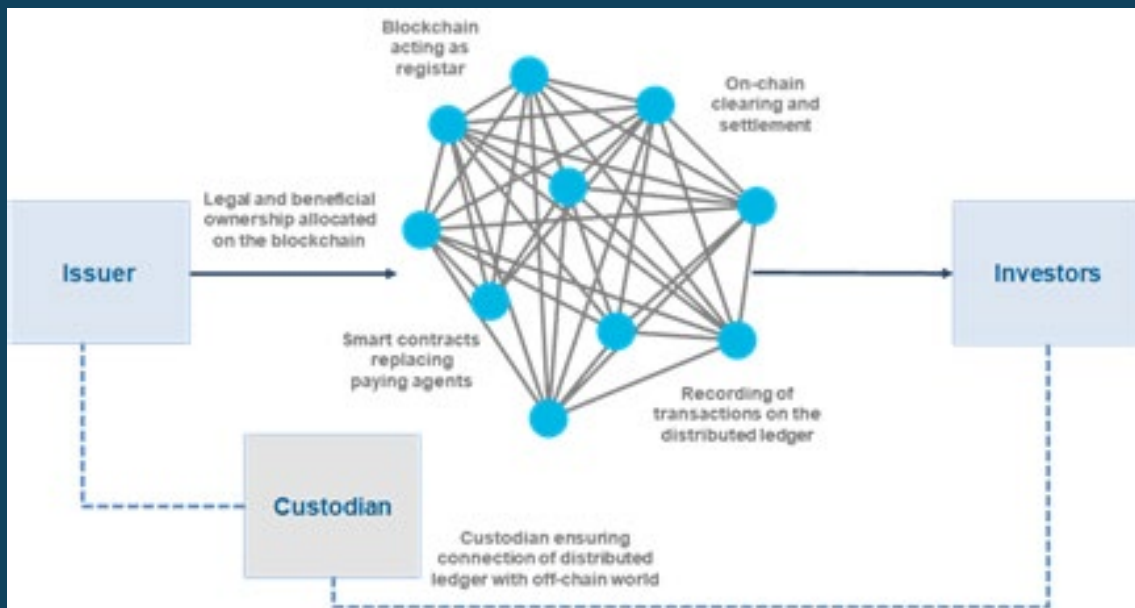 Blockchain
acting as
registar
On-chain
clearing and
settlement
Legal and beneficial
ownership allocated
on the blockchain
Issuer
Investors
Smart contracts
replacing
paying agents
Recording of
transactions on the
distributed ledger
Custodian
Custodian ensuring
connection of distributed
ledger with off-chain world